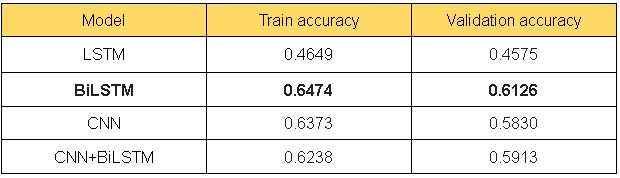 Model Train accuracy Validation accuracy
LSTM 0.4649 0.4575
BiLSTM 0.6474 0.6126
CNN 0.6373 0.5830
CNN+BiLSTM 0.6238 0.5913